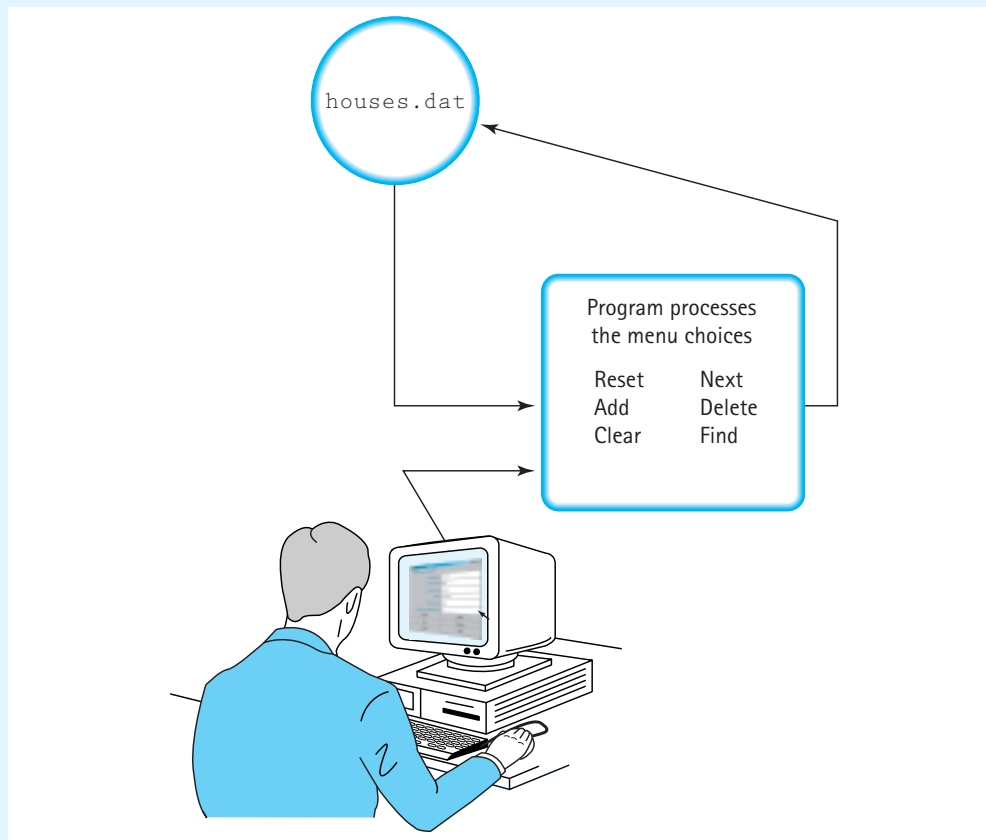 houses.dat
Program processes
the menu choices
Reset Next
Add Delete
Clear Find